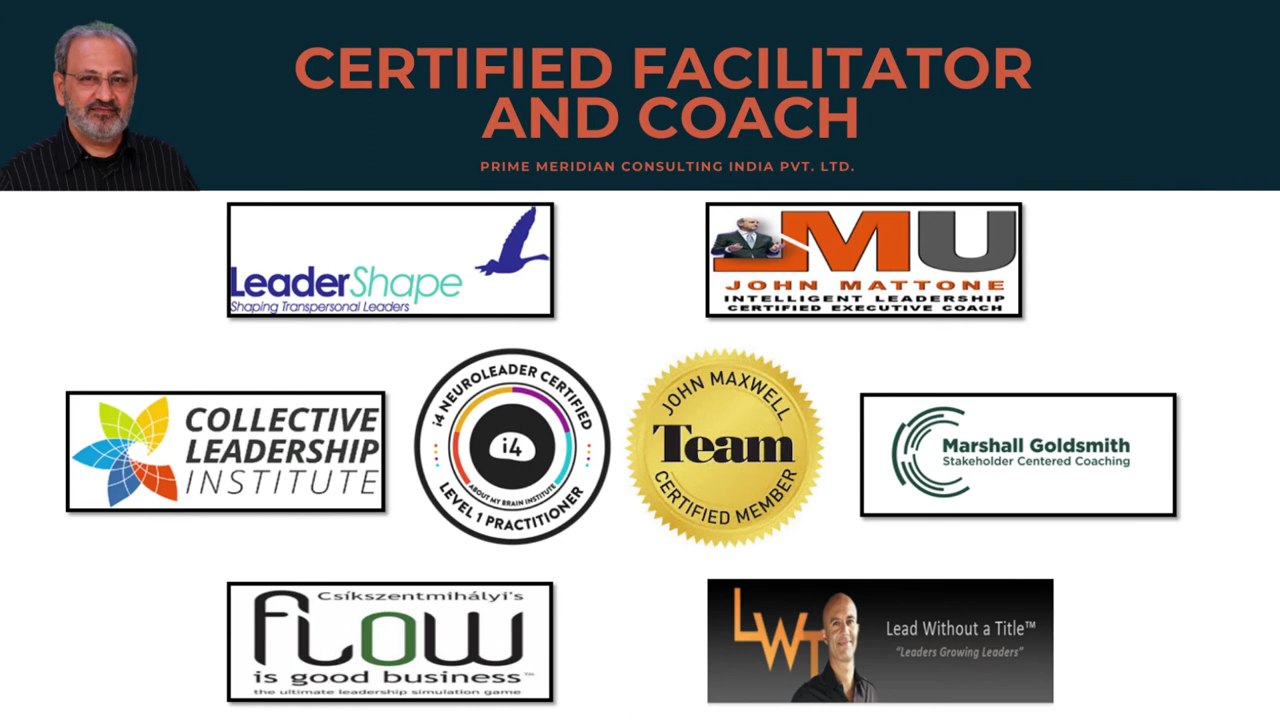 CERTIFIED FACILITATOR
AND COACH
PRIME MERIDIAN CONSULTING INDIA PVT. LTD.
LeaderShape
Shaping Transpersonal Leaders
MU
JOHN MATTONE
INTELLIGENT LEADERSHIP
CERTIFIED EXECUTIVE COACH
COLLECTIVE
LEADERSHIP
INSTITUTE
i4 NEUROLEADER CERTIFIED
i4
ABOUT MY BRAIN INSTITUTE
LEVEL 1 PRACTITIONER
JOHN MAXWELL
Team
CERTIFIED MEMBER
Marshall Goldsmith
Stakeholder Centered Coaching
Csíkszentmihályi's
FLOW
is good business™
the ultimate leadership simulation game
LWT
Lead Without a Title™
"Leaders Growing Leaders"